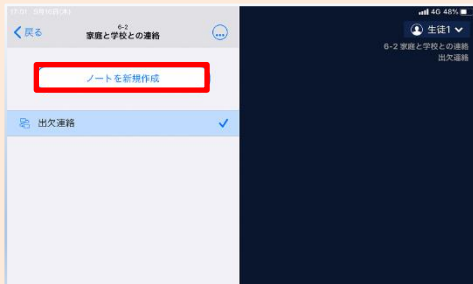 4G 48%
戻る
6-2
家庭と学校との連絡
生徒1
6-2 家庭と学校との連絡
出欠連絡
ノートを新規作成
出欠連絡